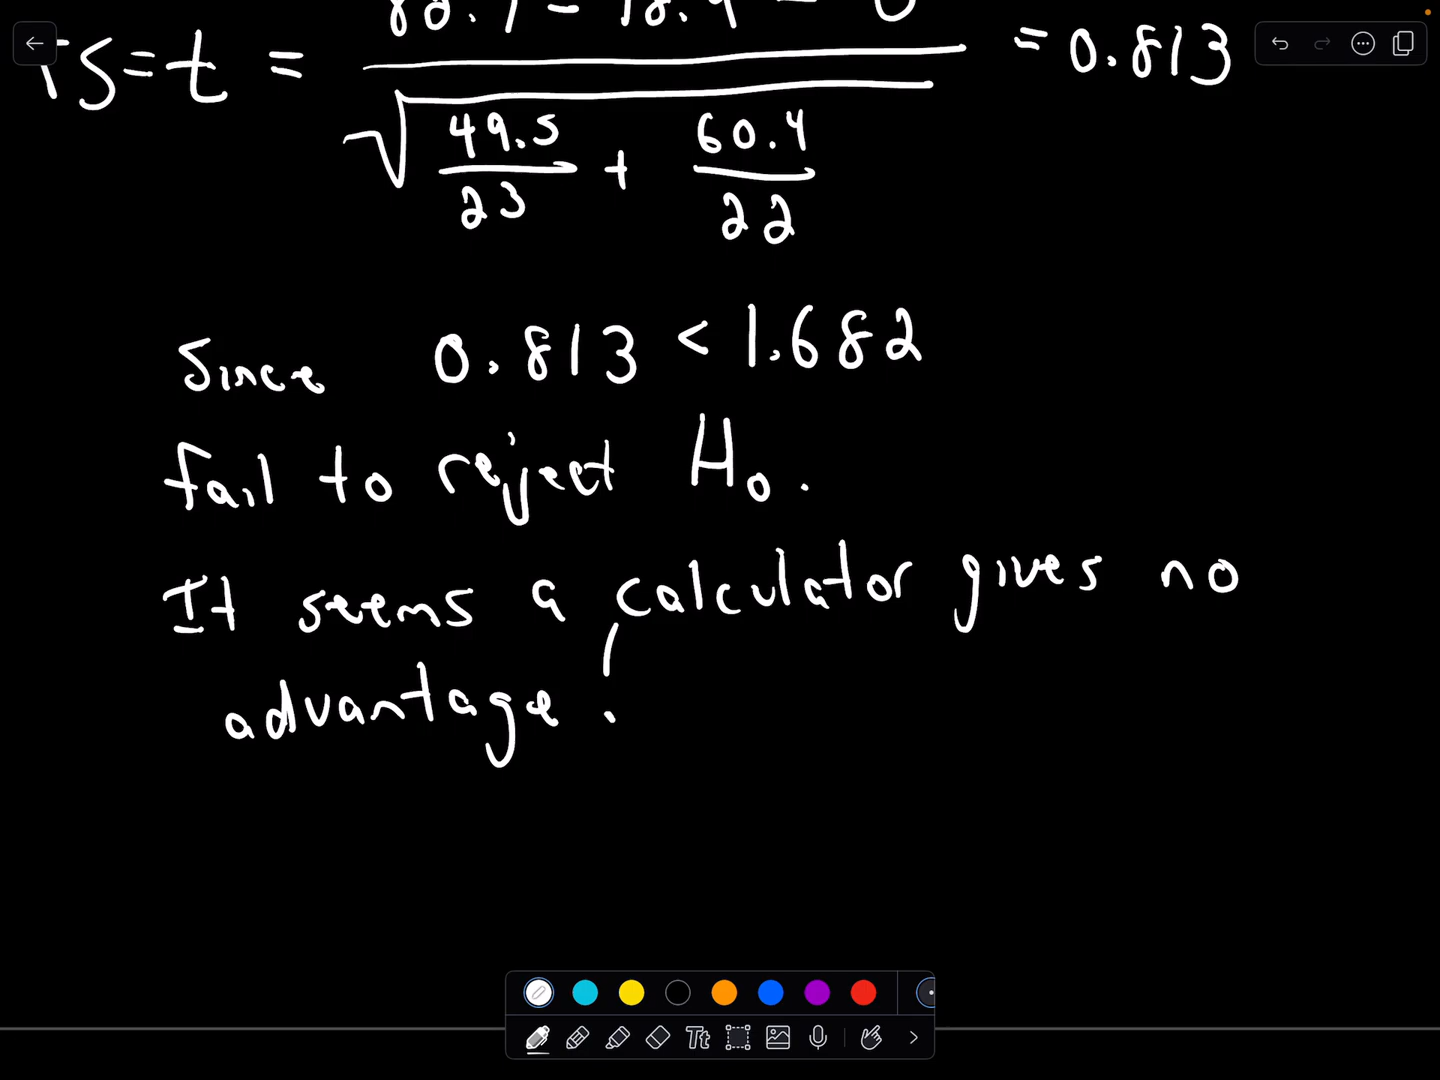 TS = t = = 0.813
49.5 + 60.4
23 22
Since 0.813 < 1.682
fail to reject H₀.
It seems a calculator gives no
advantage!
Tt